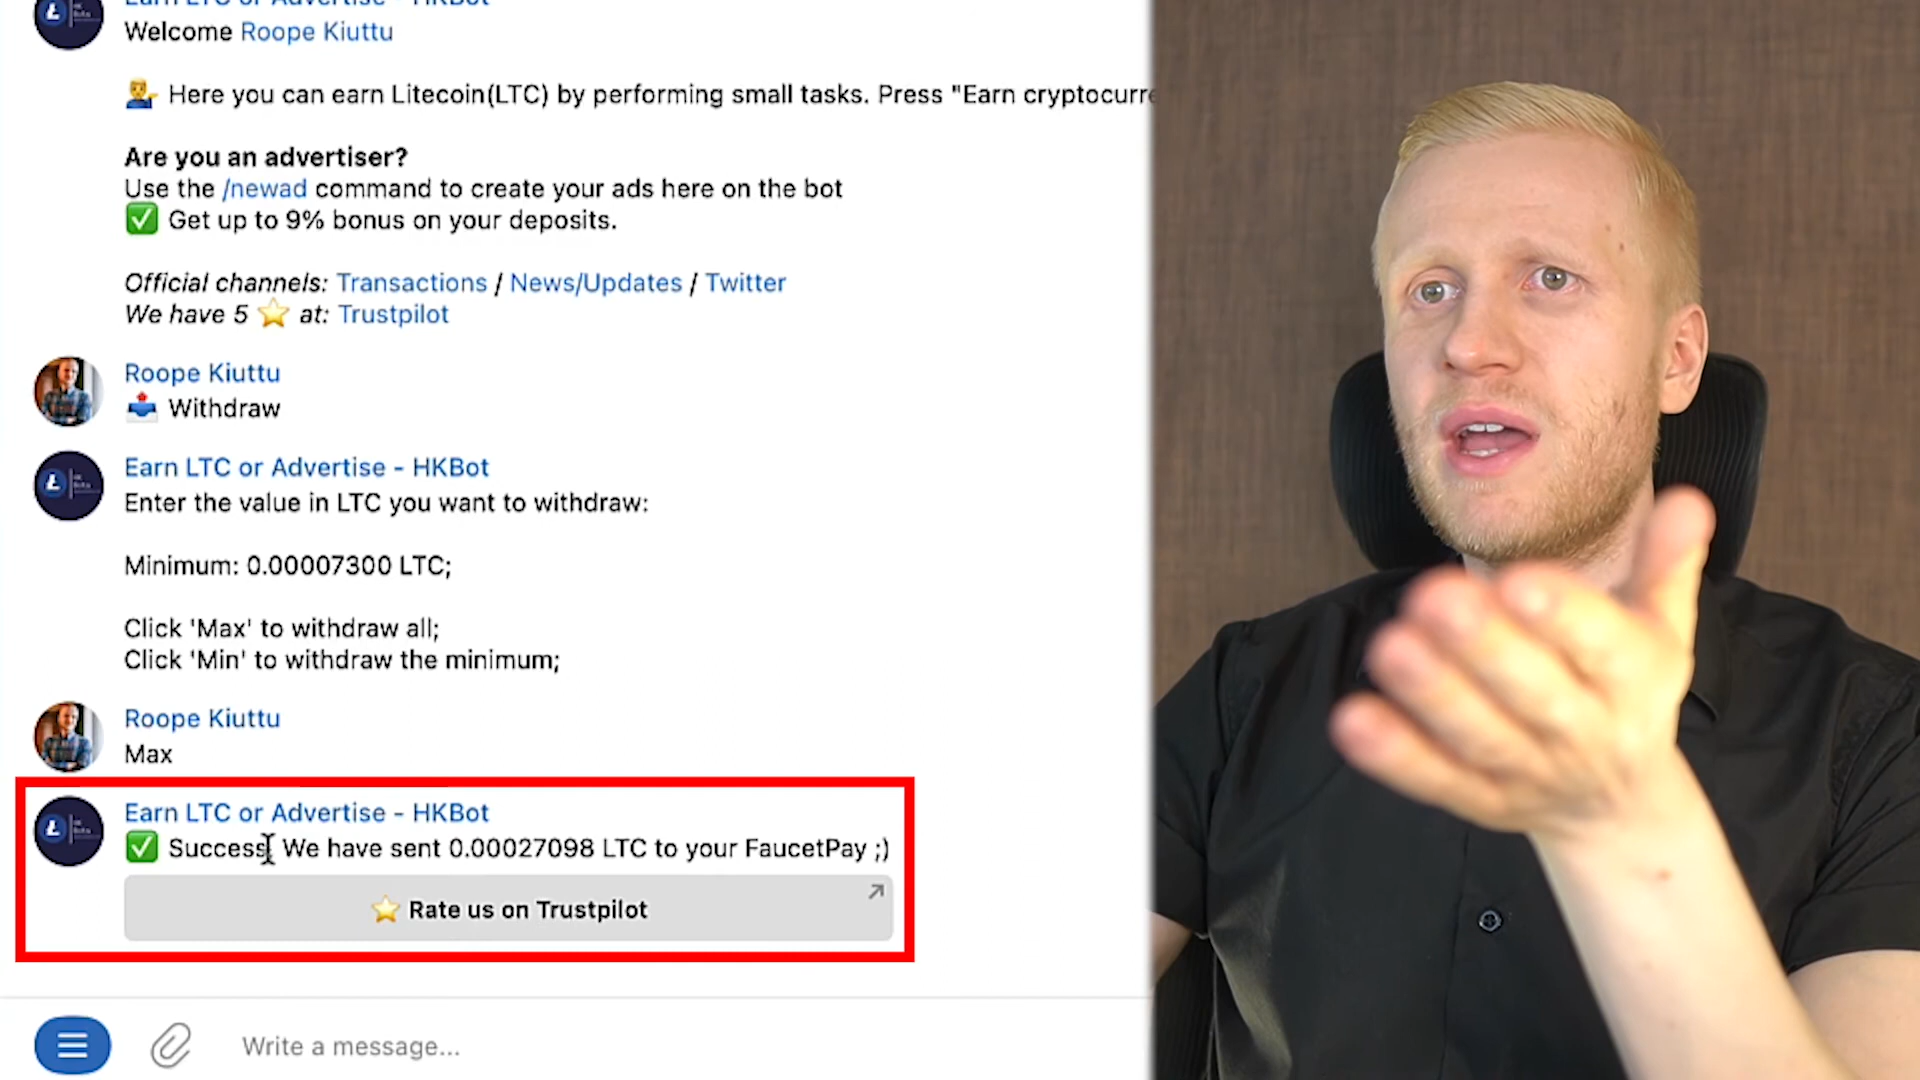 Earn LTC or Advertise - HKBot
Welcome Roope Kiuttu
Here you can earn Litecoin(LTC) by performing small tasks. Press "Earn cryptocurre
Are you an advertiser?
Use the /newad command to create your ads here on the bot
Get up to 9% bonus on your deposits.
Official channels: Transactions / News/Updates / Twitter
We have 5 ⭐ at: Trustpilot
Roope Kiuttu
Withdraw
Earn LTC or Advertise - HKBot
Enter the value in LTC you want to withdraw:
Minimum: 0.00007300 LTC;
Click 'Max' to withdraw all;
Click 'Min' to withdraw the minimum;
Roope Kiuttu
Max
Earn LTC or Advertise - HKBot
✅ Success! We have sent 0.00027098 LTC to your FaucetPay ;)
⭐ Rate us on Trustpilot
Write a message...